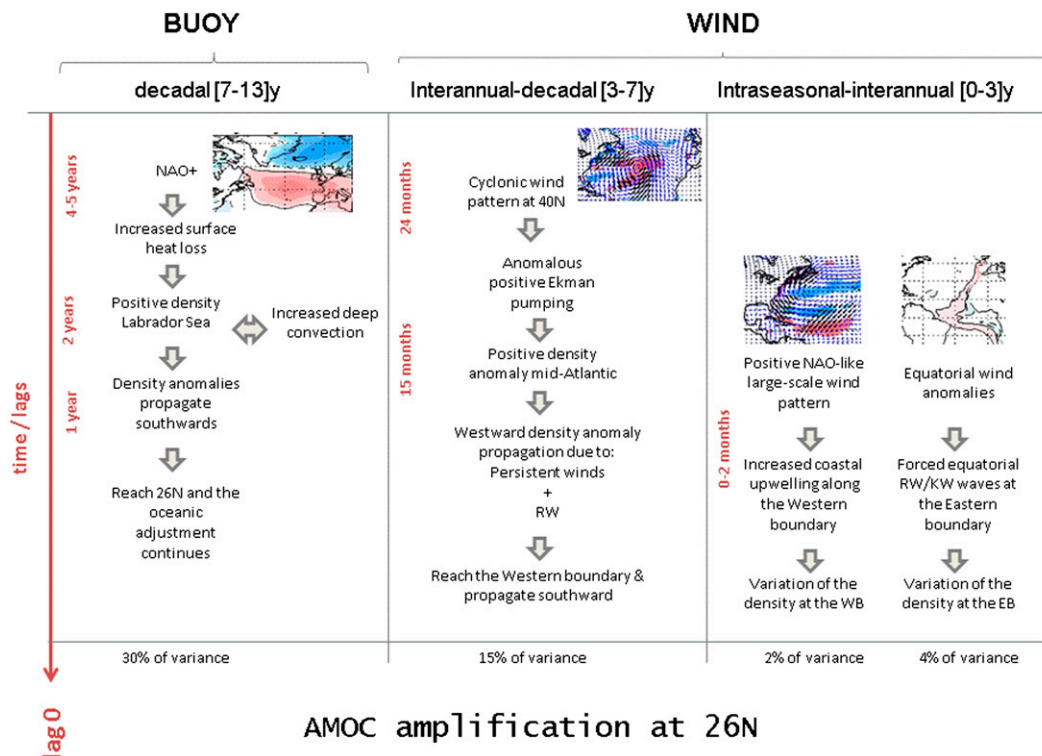 BUOY
WIND
decadal [7-13]y
Interannual-decadal [3-7]y
Intraseasonal-interannual [0-3]y
time / lags
4-5 years
2 years
1 year
lag 0
NAO+
Increased surface
heat loss
Positive density
Labrador Sea
Increased deep
convection
Density anomalies
propagate
southwards
Reach 26N and the
oceanic
adjustment
continues
30% of variance
24 months
15 months
Cyclonic wind
pattern at 40N
Anomalous
positive Ekman
pumping
Positive density
anomaly mid-Atlantic
Westward density anomaly
propagation due to:
Persistent winds
+
RW
Reach the Western boundary &
propagate southward
15% of variance
0-2 months
Positive NAO-like
large-scale wind
pattern
Increased coastal
upwelling along
the Western
boundary
Variation of the
density at the WB
2% of variance
Equatorial wind
anomalies
Forced equatorial
RW/KW waves at
the Eastern
boundary
Variation of the
density at the EB
4% of variance
AMOC amplification at 26N